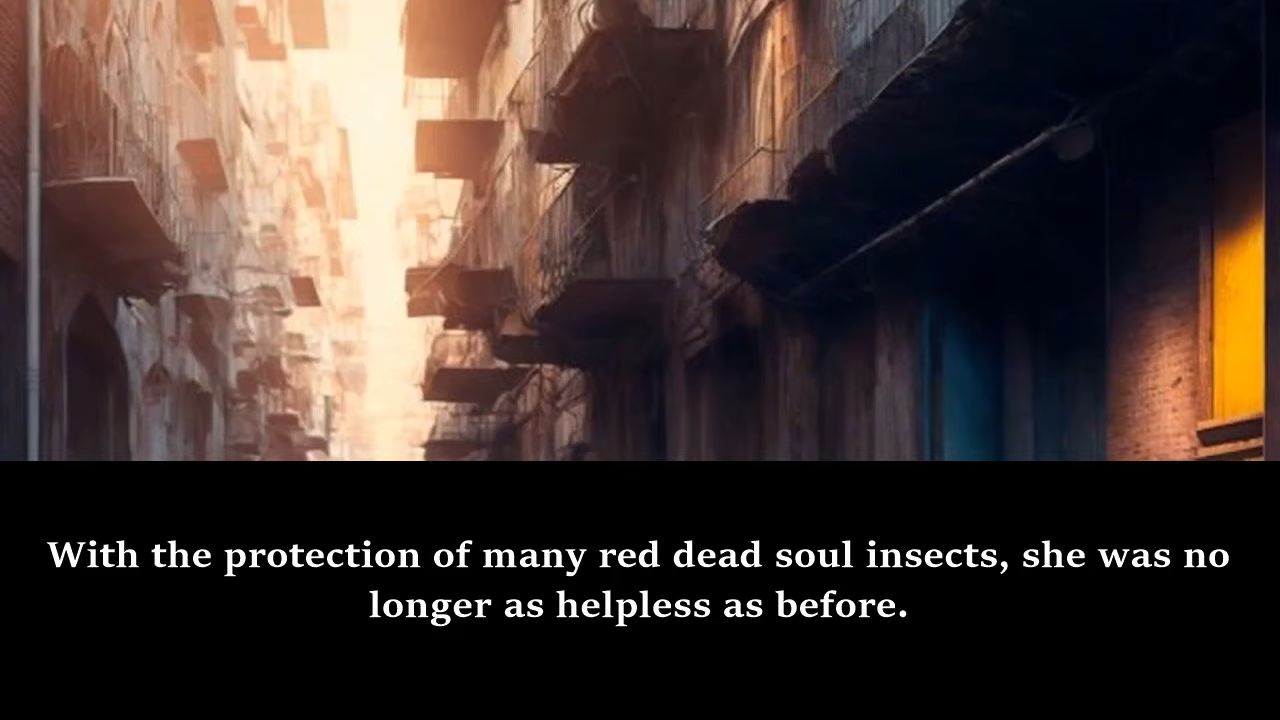 With the protection of many red dead soul insects, she was no
longer as helpless as before.